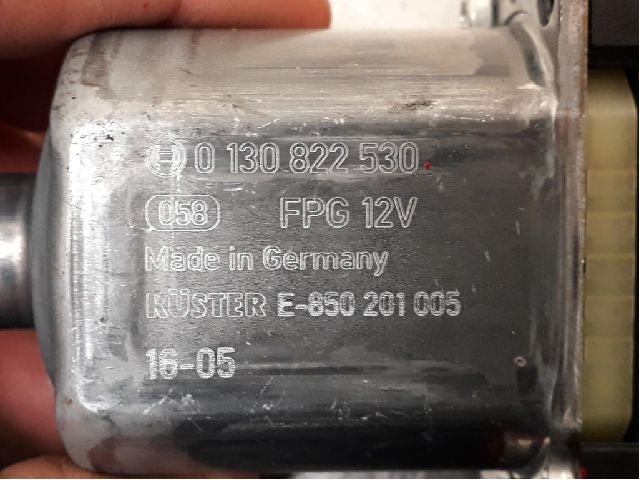 0 130 822 530
058 FPG 12V
Made in Germany
KÜSTER E-850 201 005
16-05